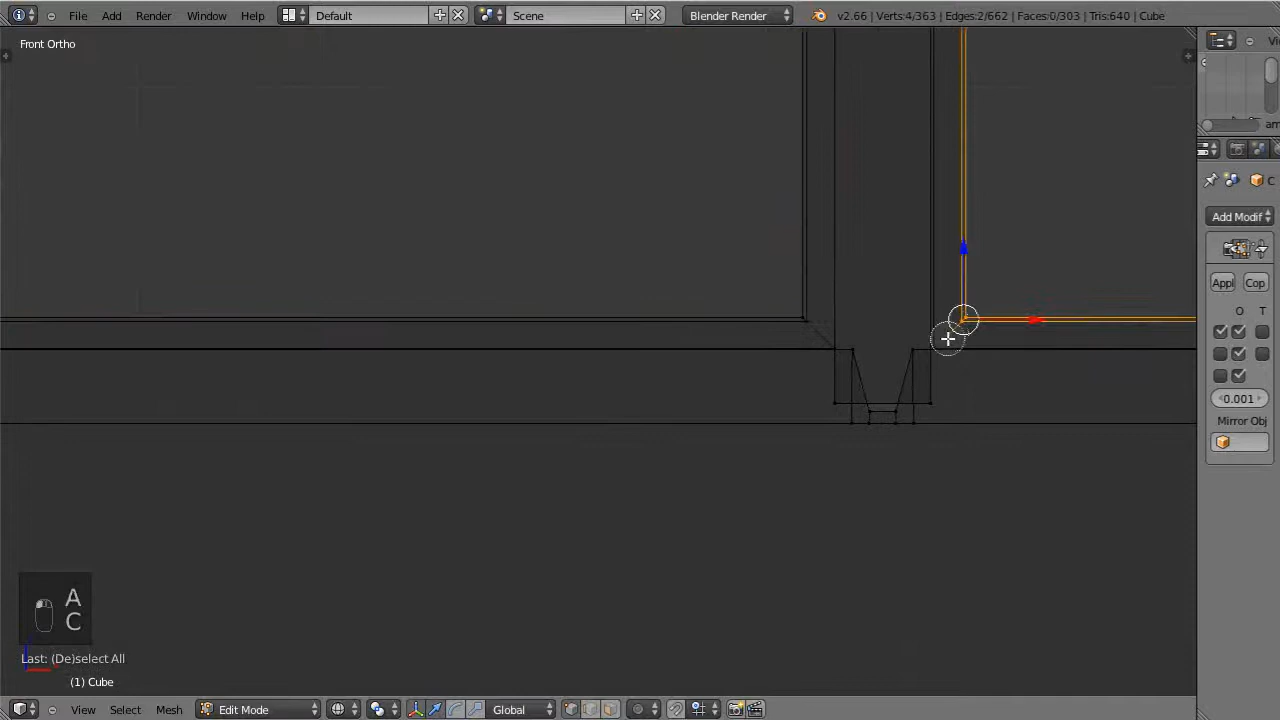 File Add Render Window Help Default Scene Blender Render v2.66 | Verts:4/363 | Edges:2/662 | Faces:0/303 | Tris:640 | Cube
Front Ortho
Add Modif
Appl Cop
O T
0.001
Mirror Obj
A
C
Last: (De)select All
(1) Cube
View Select Mesh Edit Mode Global